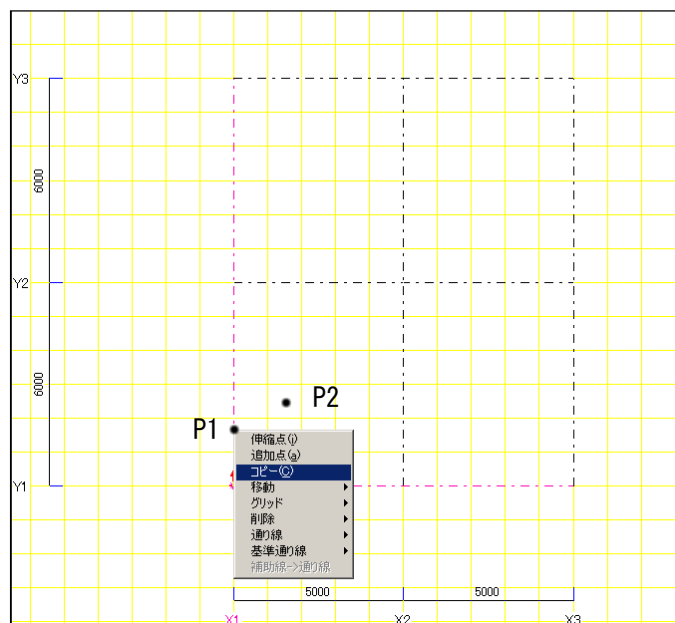 Y3
6000
Y2
6000
P2
P1
伸縮点(i)
追加点(a)
コピー(C)
移動
グリッド
削除
通り線
基準通り線
補助線->通り線
Y1
5000 5000
X1 X2 X3